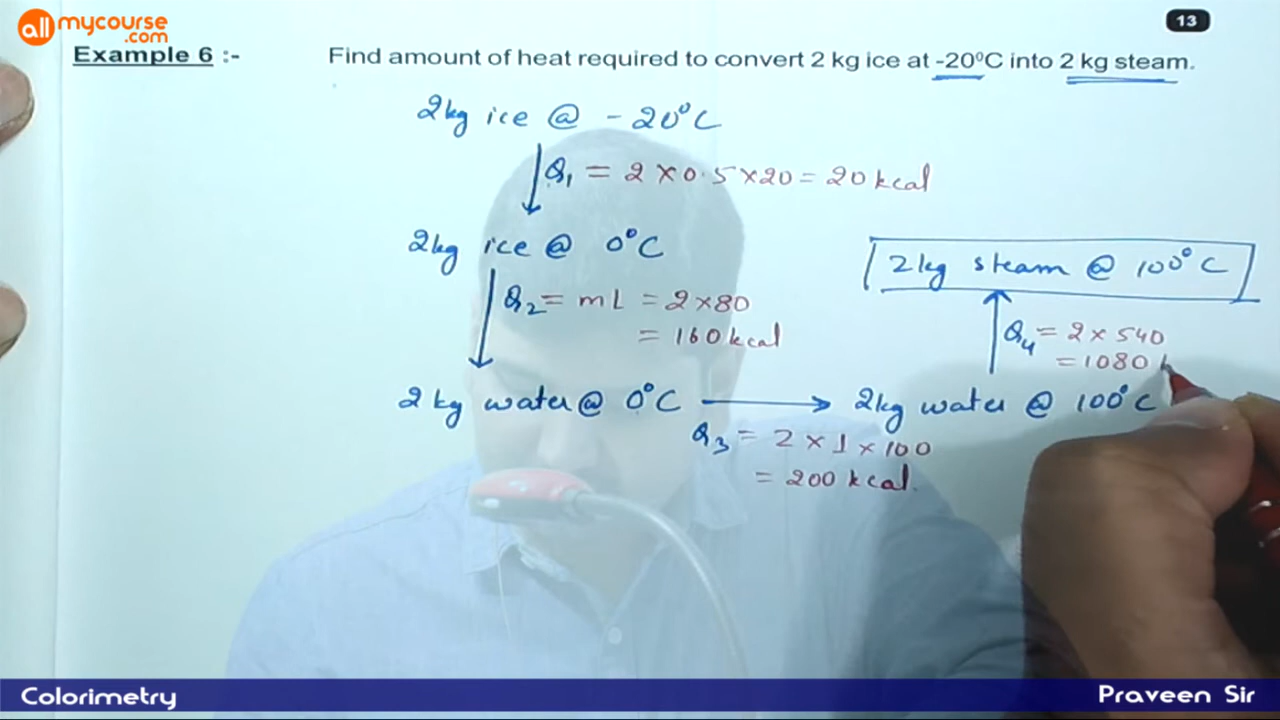 allmycourse.com
13
Example 6 :- Find amount of heat required to convert 2 kg ice at -20⁰C into 2 kg steam.
2kg ice @ -20°C
Q₁ = 2 × 0.5 × 20 = 20 kcal
2kg ice @ 0°C
Q₂ = mL = 2 × 80
= 160 kcal
2 kg water @ 0°C
Q₃ = 2 × 1 × 100
= 200 kcal.
2kg water @ 100°C
Q₄ = 2 × 540
= 1080 k
2kg steam @ 100°C
Colorimetry
Praveen Sir